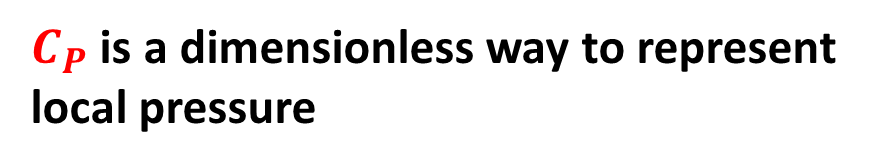 C_P is a dimensionless way to represent
local pressure